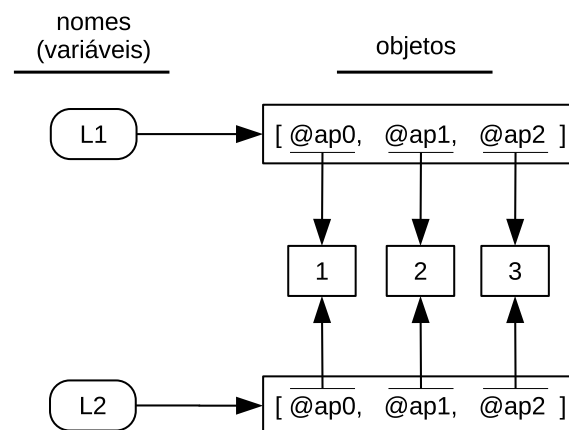 nomes
(variáveis)
objetos
L1
[ @ap0, @ap1, @ap2 ]
1 2 3
L2
[ @ap0, @ap1, @ap2 ]